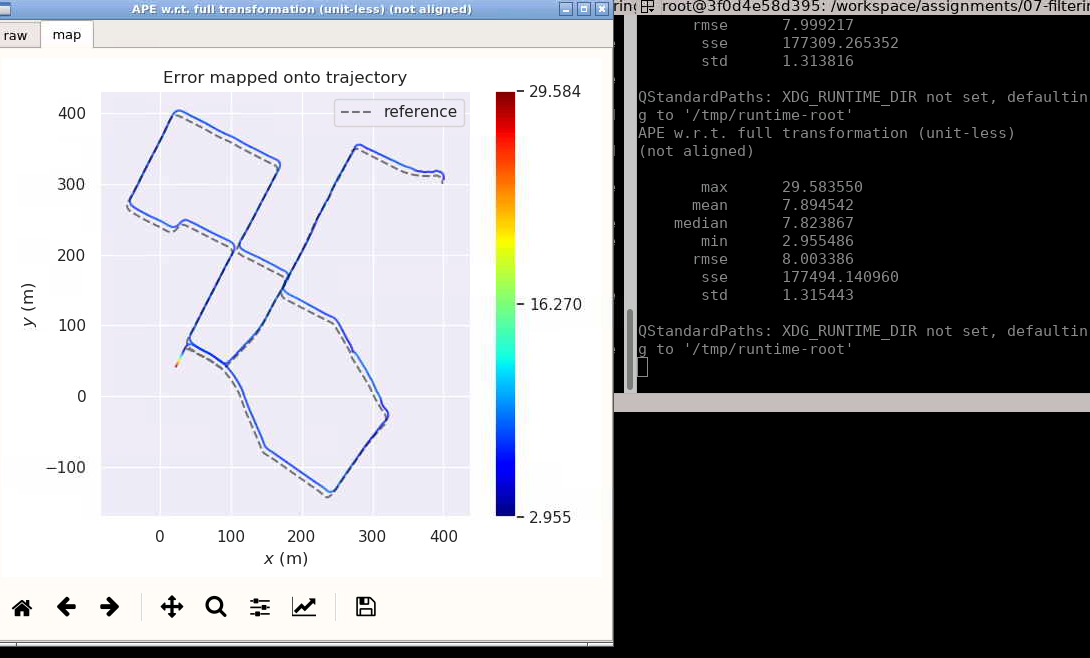 APE w.r.t. full transformation (unit-less) (not aligned)
raw
map
Error mapped onto trajectory
reference
400
300
200
100
0
−100
y (m)
0
100
200
300
400
x (m)
29.584
16.270
2.955
root@3f0d4e58d395: /workspace/assignments/07-filterin
rmse 7.999217
sse 177309.265352
std 1.313816
QStandardPaths: XDG_RUNTIME_DIR not set, defaultin
g to '/tmp/runtime-root'
APE w.r.t. full transformation (unit-less)
(not aligned)
max 29.583550
mean 7.894542
median 7.823867
min 2.955486
rmse 8.003386
sse 177494.140960
std 1.315443
QStandardPaths: XDG_RUNTIME_DIR not set, defaultin
g to '/tmp/runtime-root'